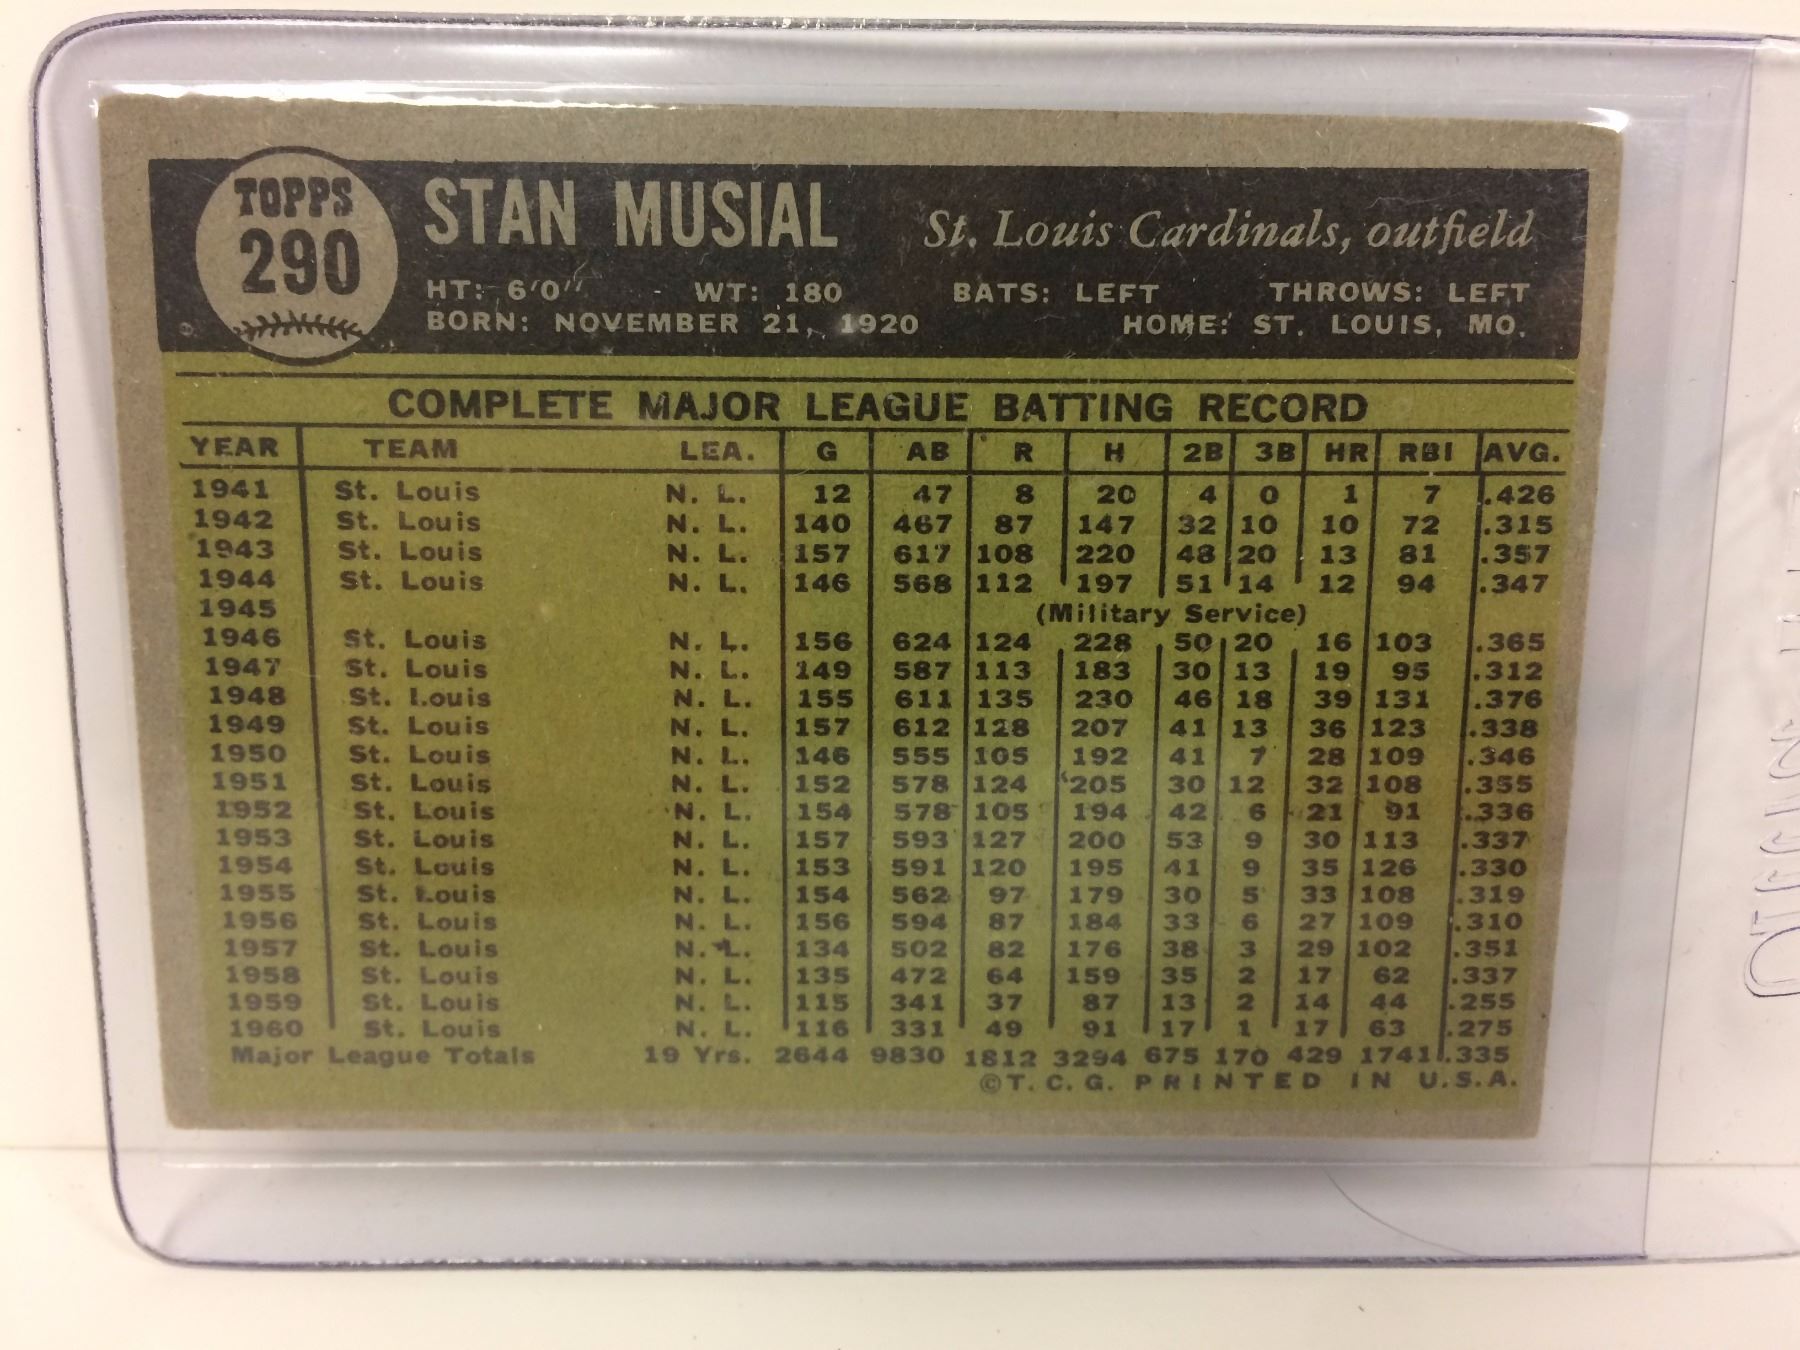 TOPPS
290
STAN MUSIAL
St. Louis Cardinals, outfield
HT: 6'0" WT: 180 BATS: LEFT THROWS: LEFT
BORN: NOVEMBER 21, 1920 HOME: ST. LOUIS, MO.
COMPLETE MAJOR LEAGUE BATTING RECORD
YEAR TEAM LEA. G AB R H 2B 3B HR RBI AVG.
1941 St. Louis N. L. 12 47 8 20 4 0 1 7 .426
1942 St. Louis N. L. 140 467 87 147 32 10 10 72 .315
1943 St. Louis N. L. 157 617 108 220 48 20 13 81 .357
1944 St. Louis N. L. 146 568 112 197 51 14 12 94 .347
1945 (Military Service)
1946 St. Louis N. L. 156 624 124 228 50 20 16 103 .365
1947 St. Louis N. L. 149 587 113 183 30 13 19 95 .312
1948 St. Louis N. L. 155 611 135 230 46 18 39 131 .376
1949 St. Louis N. L. 157 612 128 207 41 13 36 123 .338
1950 St. Louis N. L. 146 555 105 192 41 7 28 109 .346
1951 St. Louis N. L. 152 578 124 205 30 12 32 108 .355
1952 St. Louis N. L. 154 578 105 194 42 6 21 91 .336
1953 St. Louis N. L. 157 593 127 200 53 9 30 113 .337
1954 St. Louis N. L. 153 591 120 195 41 9 35 126 .330
1955 St. Louis N. L. 154 562 97 179 30 5 33 108 .319
1956 St. Louis N. L. 156 594 87 184 33 6 27 109 .310
1957 St. Louis N. L. 134 502 82 176 38 3 29 102 .351
1958 St. Louis N. L. 135 472 64 159 35 2 17 62 .337
1959 St. Louis N. L. 115 341 37 87 13 2 14 44 .255
1960 St. Louis N. L. 116 331 49 91 17 1 17 63 .275
Major League Totals 19 Yrs. 2644 9830 1812 3294 675 170 429 1741 .335
©T. C. G. PRINTED IN U.S.A.